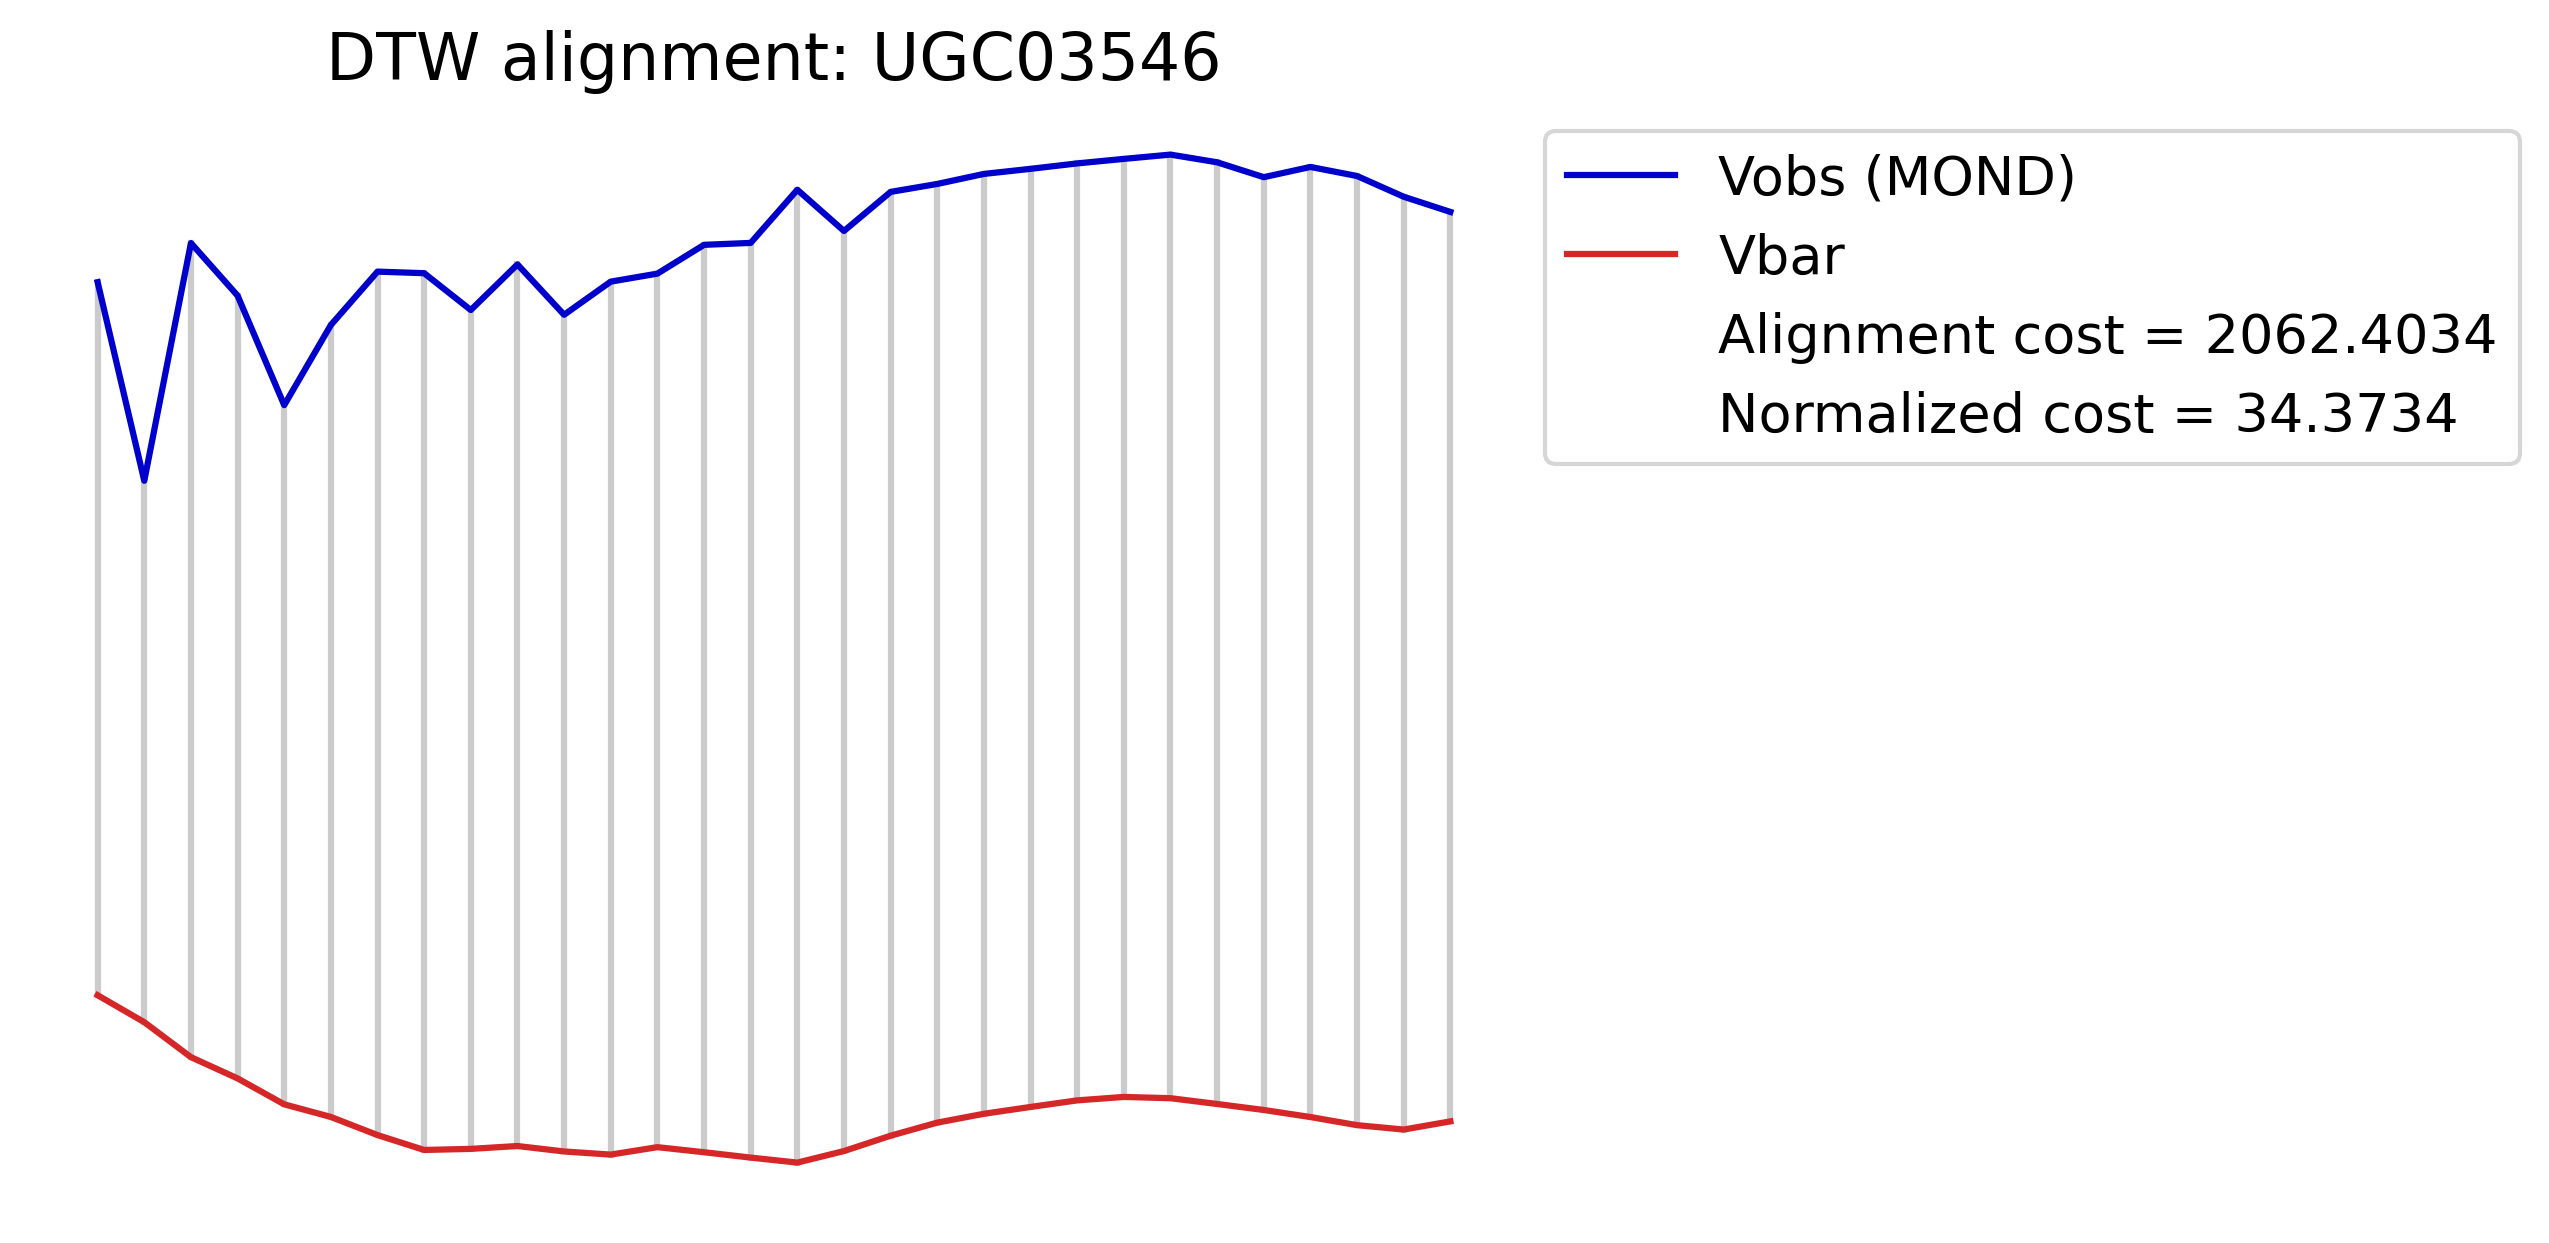 DTW alignment: UGC03546
Vobs (MOND)
Vbar
Alignment cost = 2062.4034
Normalized cost = 34.3734